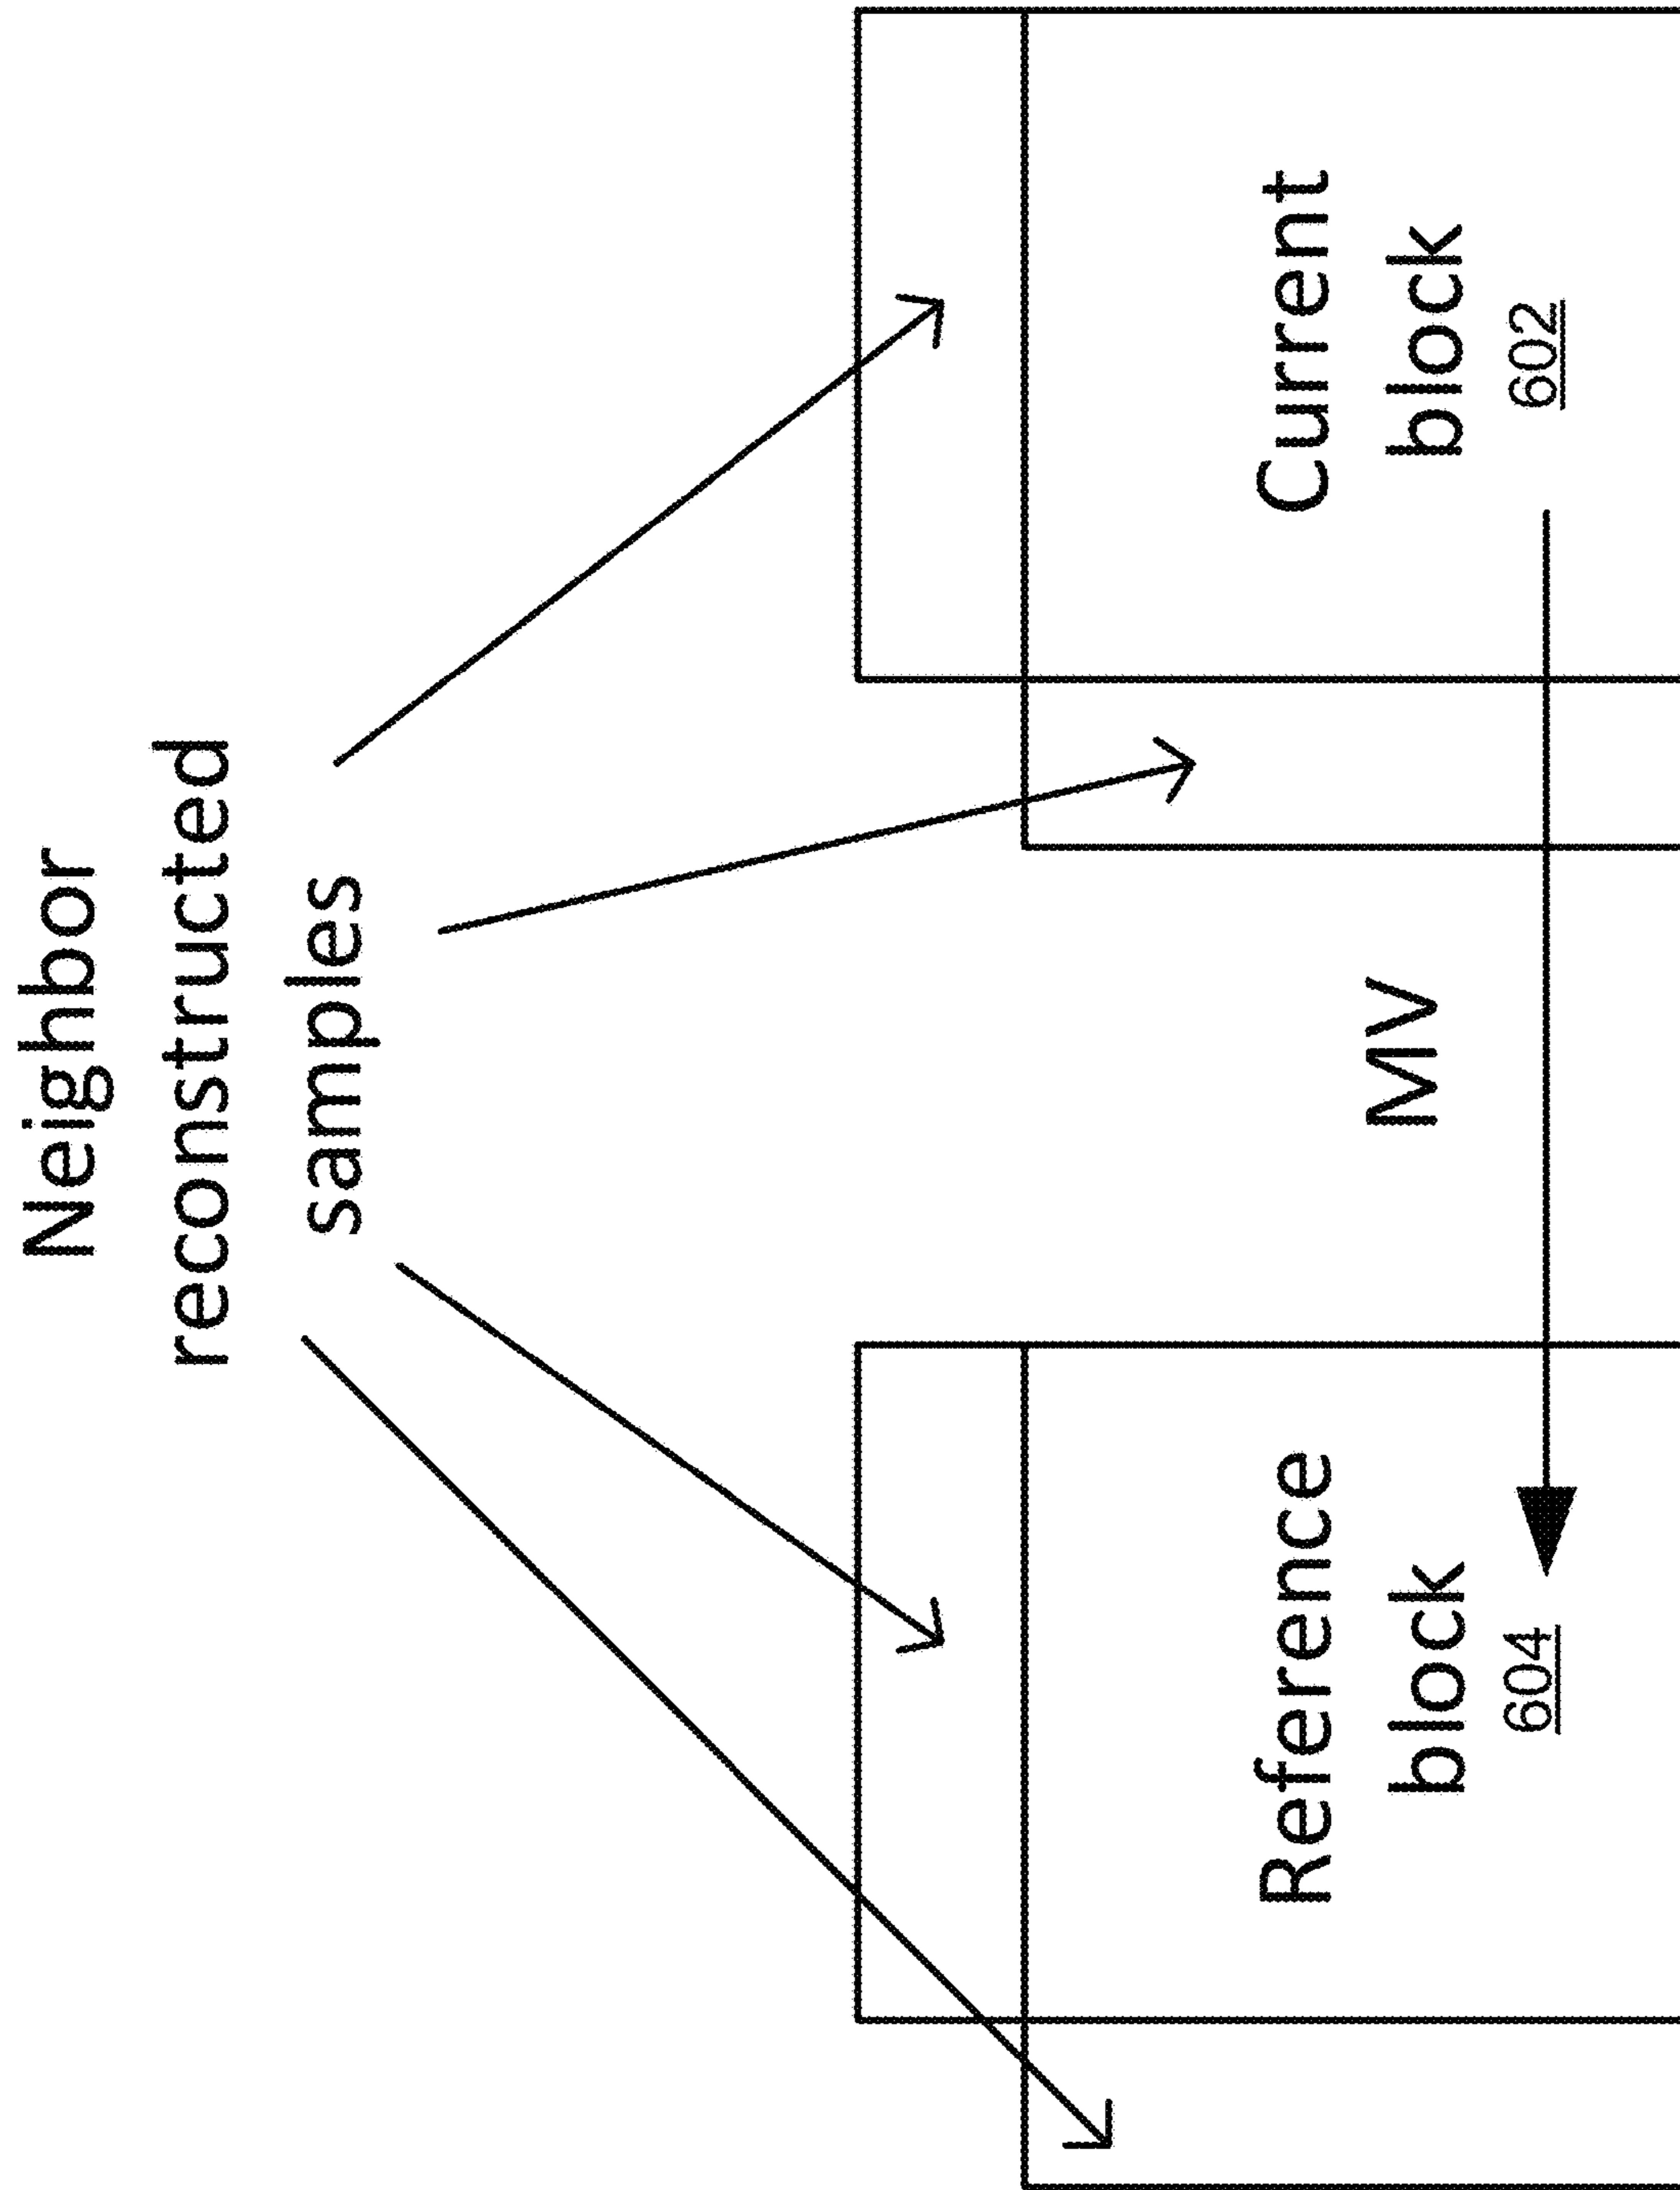 Neighbor
reconstructed
samples
Reference
block
604
MV
Current
block
602